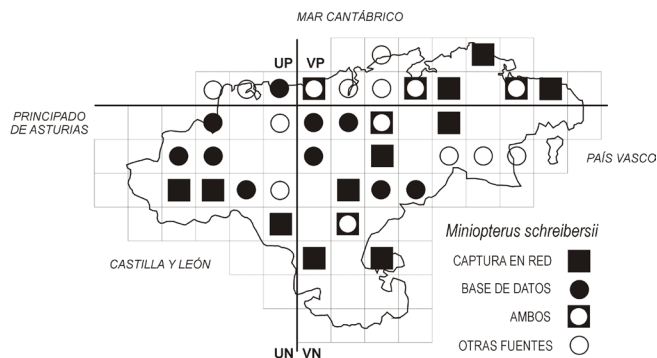 MAR CANTÁBRICO
UP VP
PRINCIPADO
DE ASTURIAS
PAÍS VASCO
Miniopterus schreibersii
CASTILLA Y LEÓN
CAPTURA EN RED
BASE DE DATOS
AMBOS
OTRAS FUENTES
UN VN